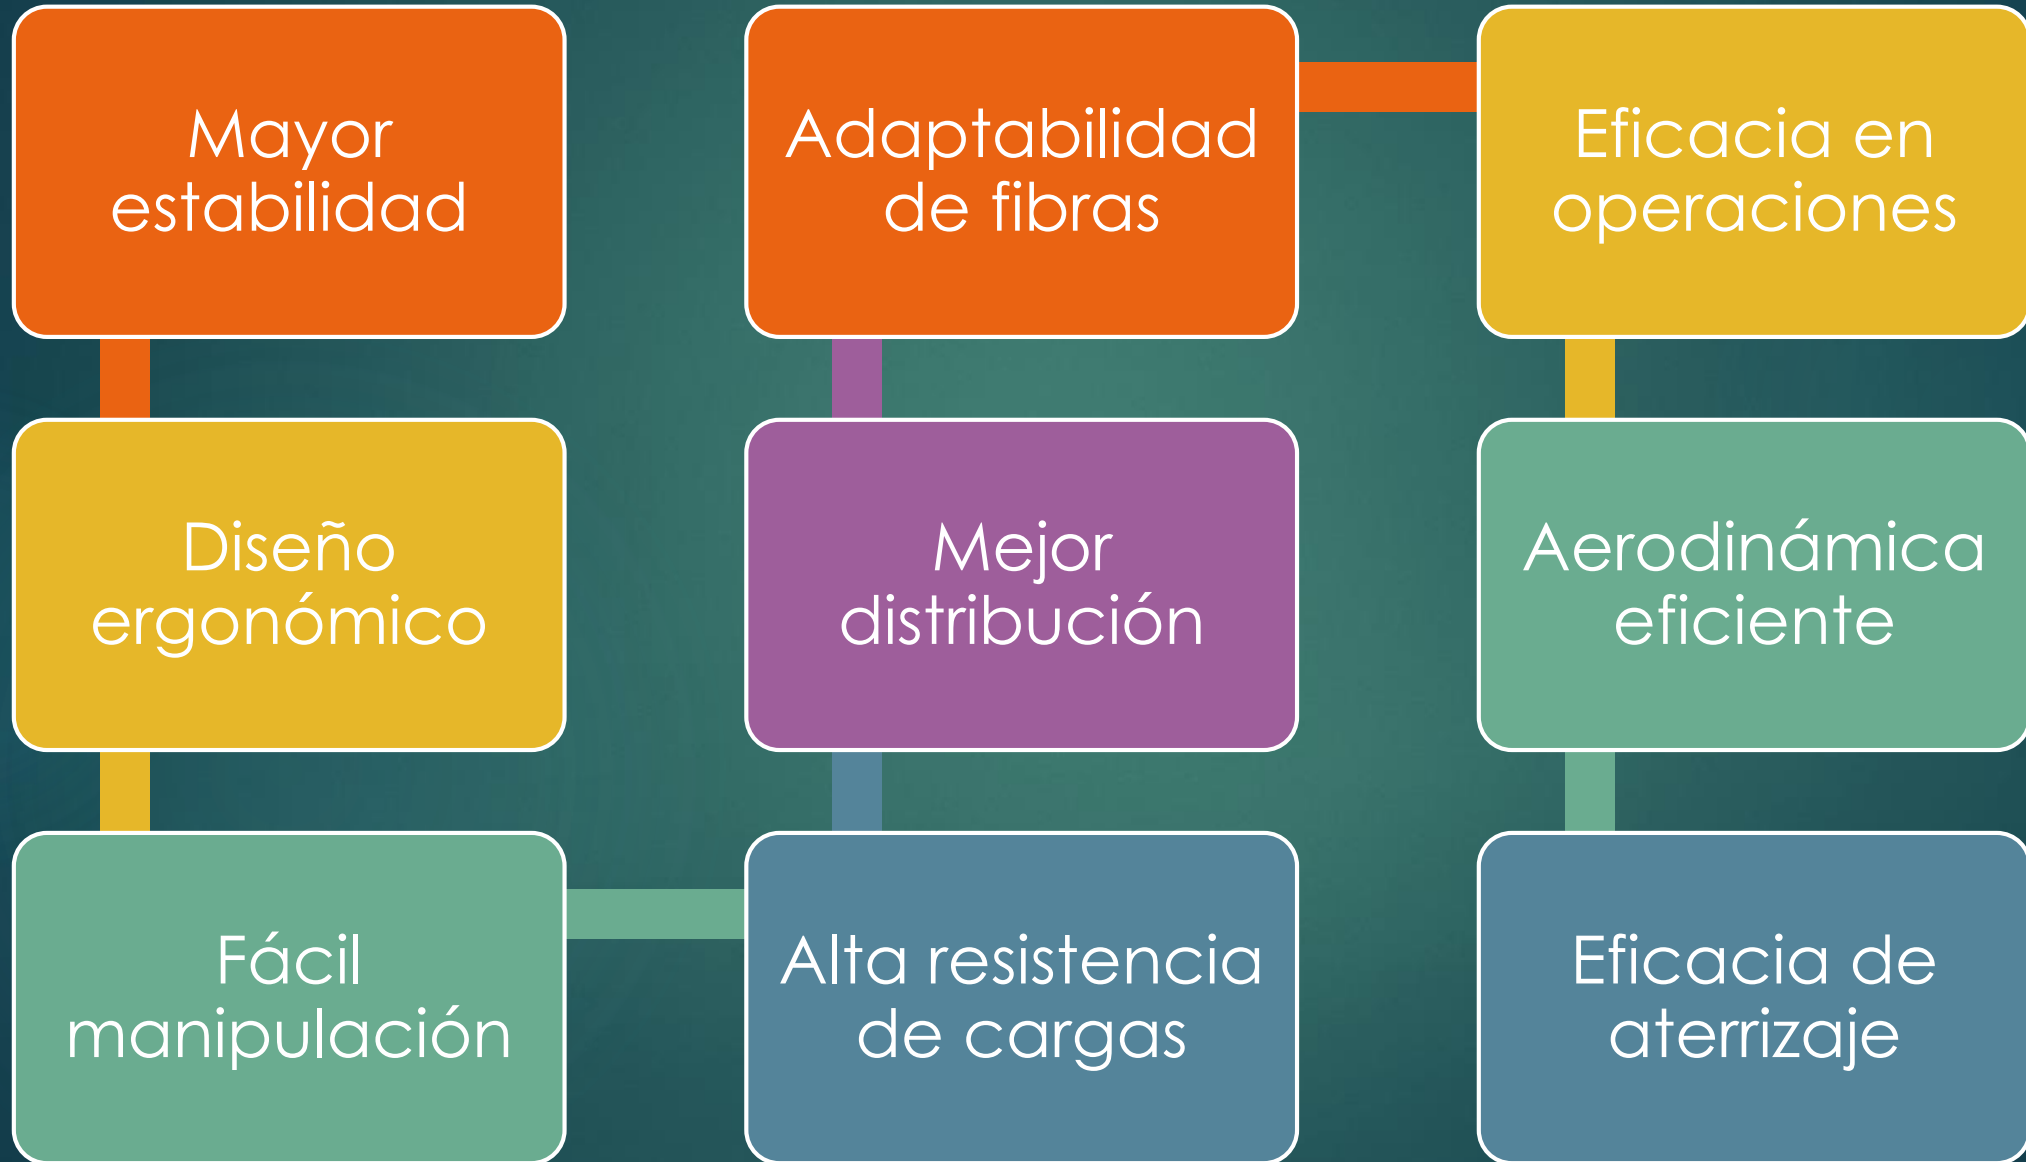 Mayor
estabilidad
Diseño
ergonómico
Fácil
manipulación
Alta resistencia
de cargas
Mejor
distribución
Adaptabilidad
de fibras
Eficacia en
operaciones
Aerodinámica
eficiente
Eficacia de
aterrizaje